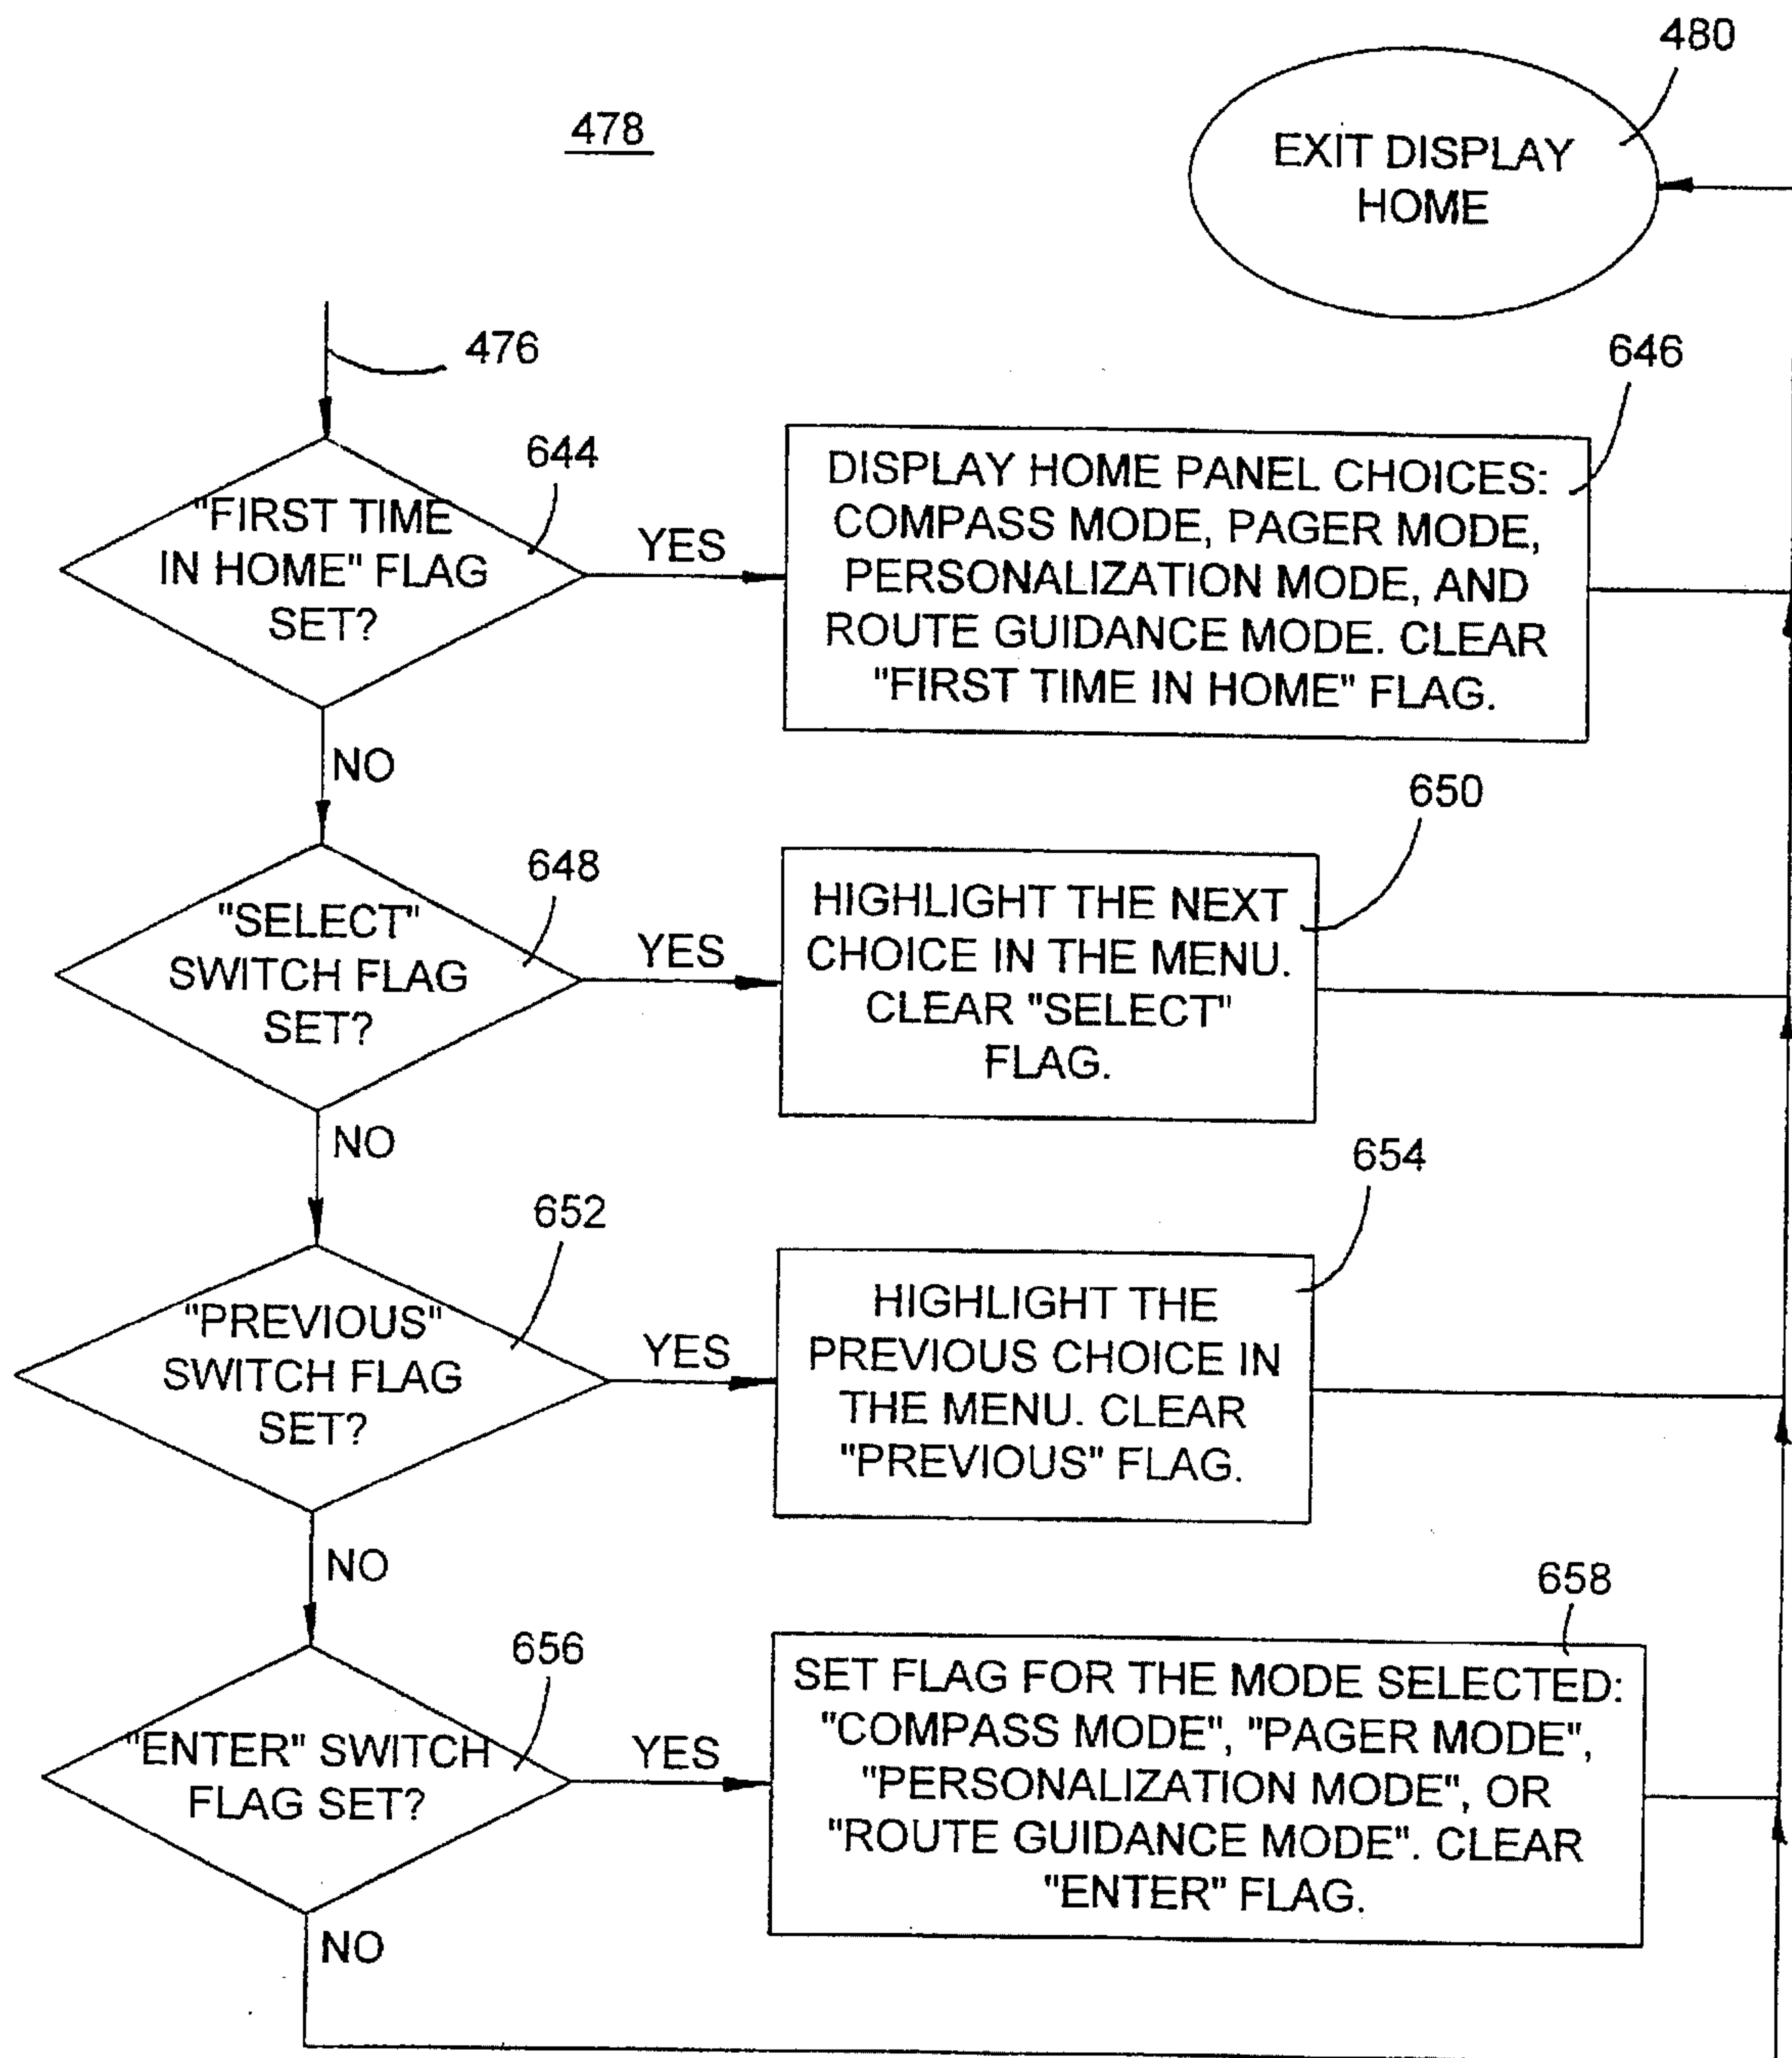 480
EXIT DISPLAY
HOME
478
476
644
"FIRST TIME
IN HOME" FLAG
SET?
YES
646
DISPLAY HOME PANEL CHOICES:
COMPASS MODE, PAGER MODE,
PERSONALIZATION MODE, AND
ROUTE GUIDANCE MODE. CLEAR
"FIRST TIME IN HOME" FLAG.
NO
648
"SELECT"
SWITCH FLAG
SET?
YES
650
HIGHLIGHT THE NEXT
CHOICE IN THE MENU.
CLEAR "SELECT"
FLAG.
NO
652
"PREVIOUS"
SWITCH FLAG
SET?
YES
654
HIGHLIGHT THE
PREVIOUS CHOICE IN
THE MENU. CLEAR
"PREVIOUS" FLAG.
NO
656
"ENTER" SWITCH
FLAG SET?
YES
658
SET FLAG FOR THE MODE SELECTED:
"COMPASS MODE", "PAGER MODE",
"PERSONALIZATION MODE", OR
"ROUTE GUIDANCE MODE". CLEAR
"ENTER" FLAG.
NO